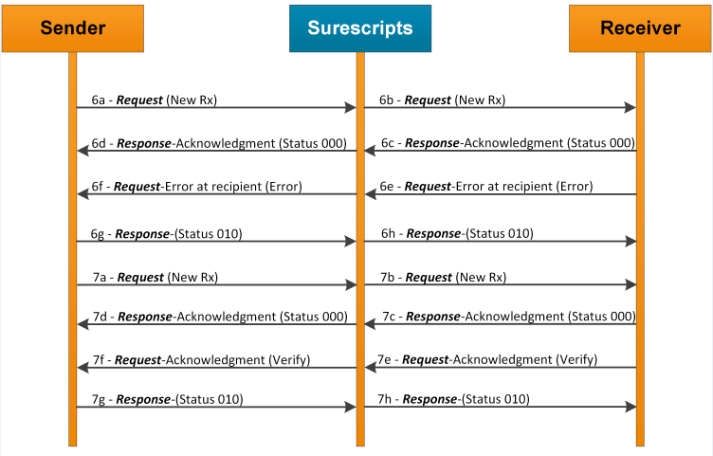 Sender Surescripts Receiver
6a - Request (New Rx) 6b - Request (New Rx)
6d - Response-Acknowledgment (Status 000) 6c - Response-Acknowledgment (Status 000)
6f - Request-Error at recipient (Error) 6e - Request-Error at recipient (Error)
6g - Response-(Status 010) 6h - Response-(Status 010)
7a - Request (New Rx) 7b - Request (New Rx)
7d - Response-Acknowledgment (Status 000) 7c - Response-Acknowledgment (Status 000)
7f - Request-Acknowledgment (Verify) 7e - Request-Acknowledgment (Verify)
7g - Response-(Status 010) 7h - Response-(Status 010)